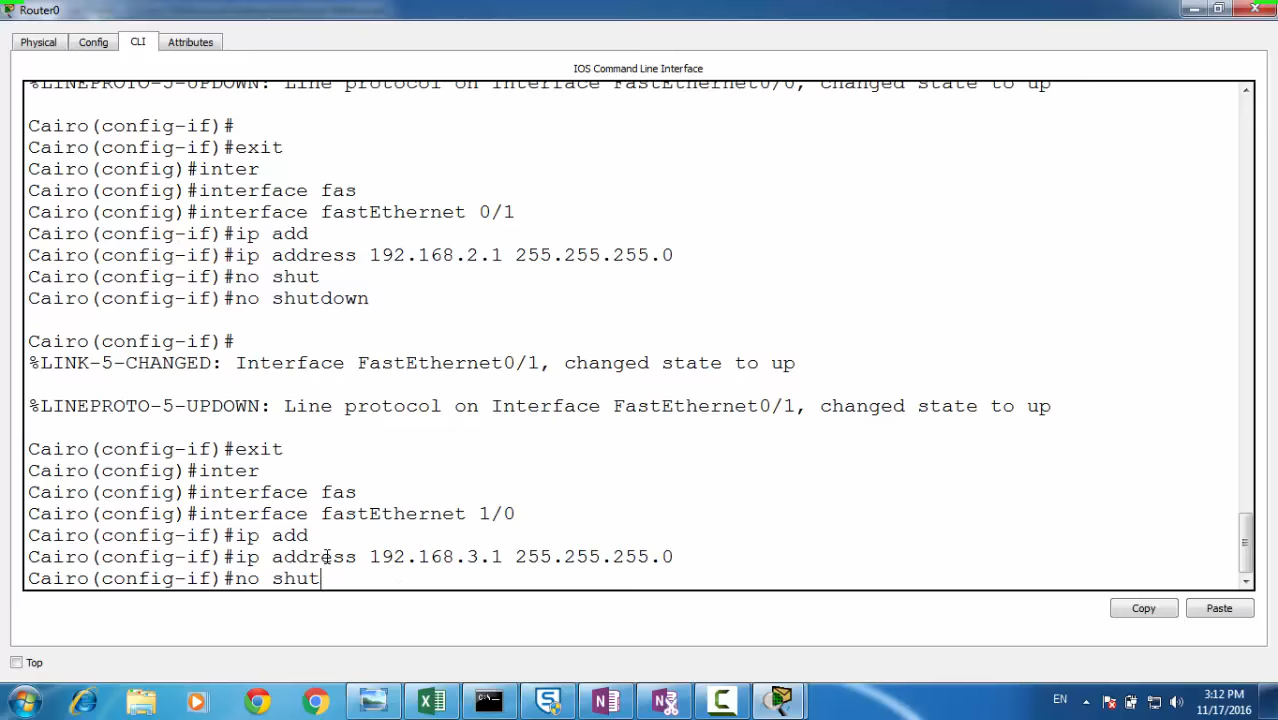 Router0
Physical Config CLI Attributes
IOS Command Line Interface
%LINEPROTO-5-UPDOWN: Line protocol on Interface FastEthernet0/0, changed state to up
Cairo(config-if)#
Cairo(config-if)#exit
Cairo(config)#inter
Cairo(config)#interface fas
Cairo(config)#interface fastEthernet 0/1
Cairo(config-if)#ip add
Cairo(config-if)#ip address 192.168.2.1 255.255.255.0
Cairo(config-if)#no shut
Cairo(config-if)#no shutdown
Cairo(config-if)#
%LINK-5-CHANGED: Interface FastEthernet0/1, changed state to up
%LINEPROTO-5-UPDOWN: Line protocol on Interface FastEthernet0/1, changed state to up
Cairo(config-if)#exit
Cairo(config)#inter
Cairo(config)#interface fas
Cairo(config)#interface fastEthernet 1/0
Cairo(config-if)#ip add
Cairo(config-if)#ip address 192.168.3.1 255.255.255.0
Cairo(config-if)#no shut
Copy Paste
Top
EN 3:12 PM
11/17/2016